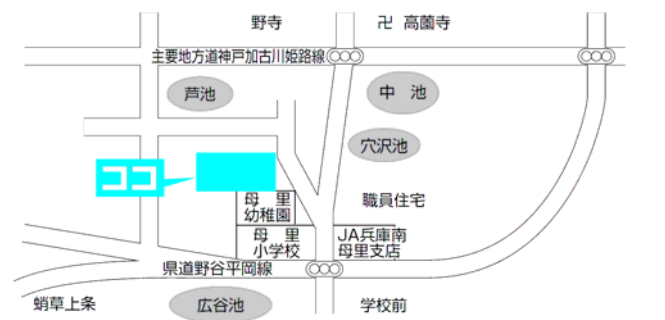 野寺
卍 高薗寺
主要地方道神戸加古川姫路線
芦池
中 池
穴沢池
ココ
母 里
幼稚園
職員住宅
母 里
小学校
JA兵庫南
母里支店
県道野谷平岡線
蛸草上条
広谷池
学校前